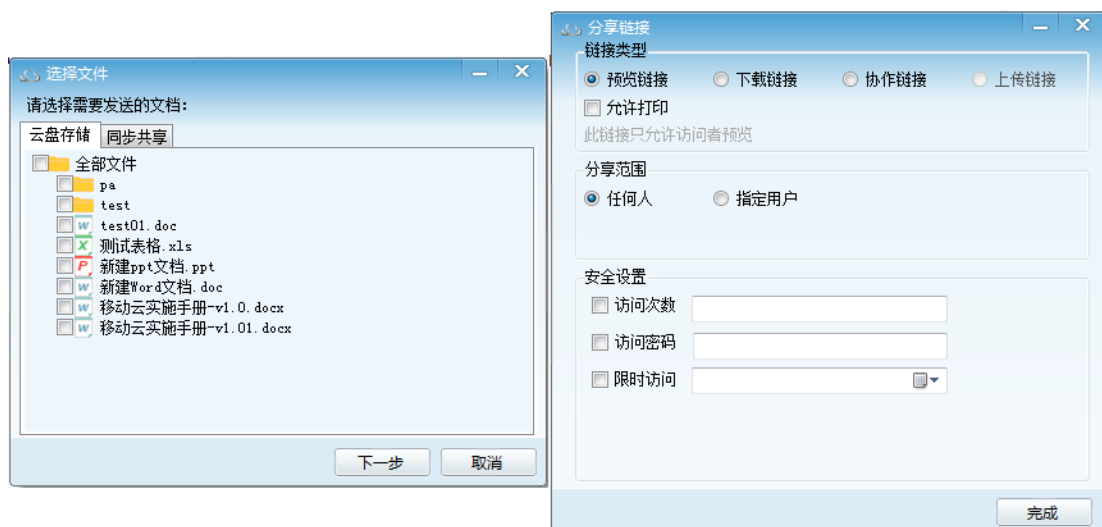 选择文件
请选择需要发送的文档：
云盘存储 同步共享
全部文件
pa
test
test01.doc
测试表格.xls
新建ppt文档.ppt
新建Word文档.doc
移动云实施手册-v1.0.docx
移动云实施手册-v1.01.docx
下一步 取消
分享链接
链接类型
预览链接 下载链接 协作链接 上传链接
允许打印
此链接只允许访问者预览
分享范围
任何人 指定用户
安全设置
访问次数
访问密码
限时访问
完成